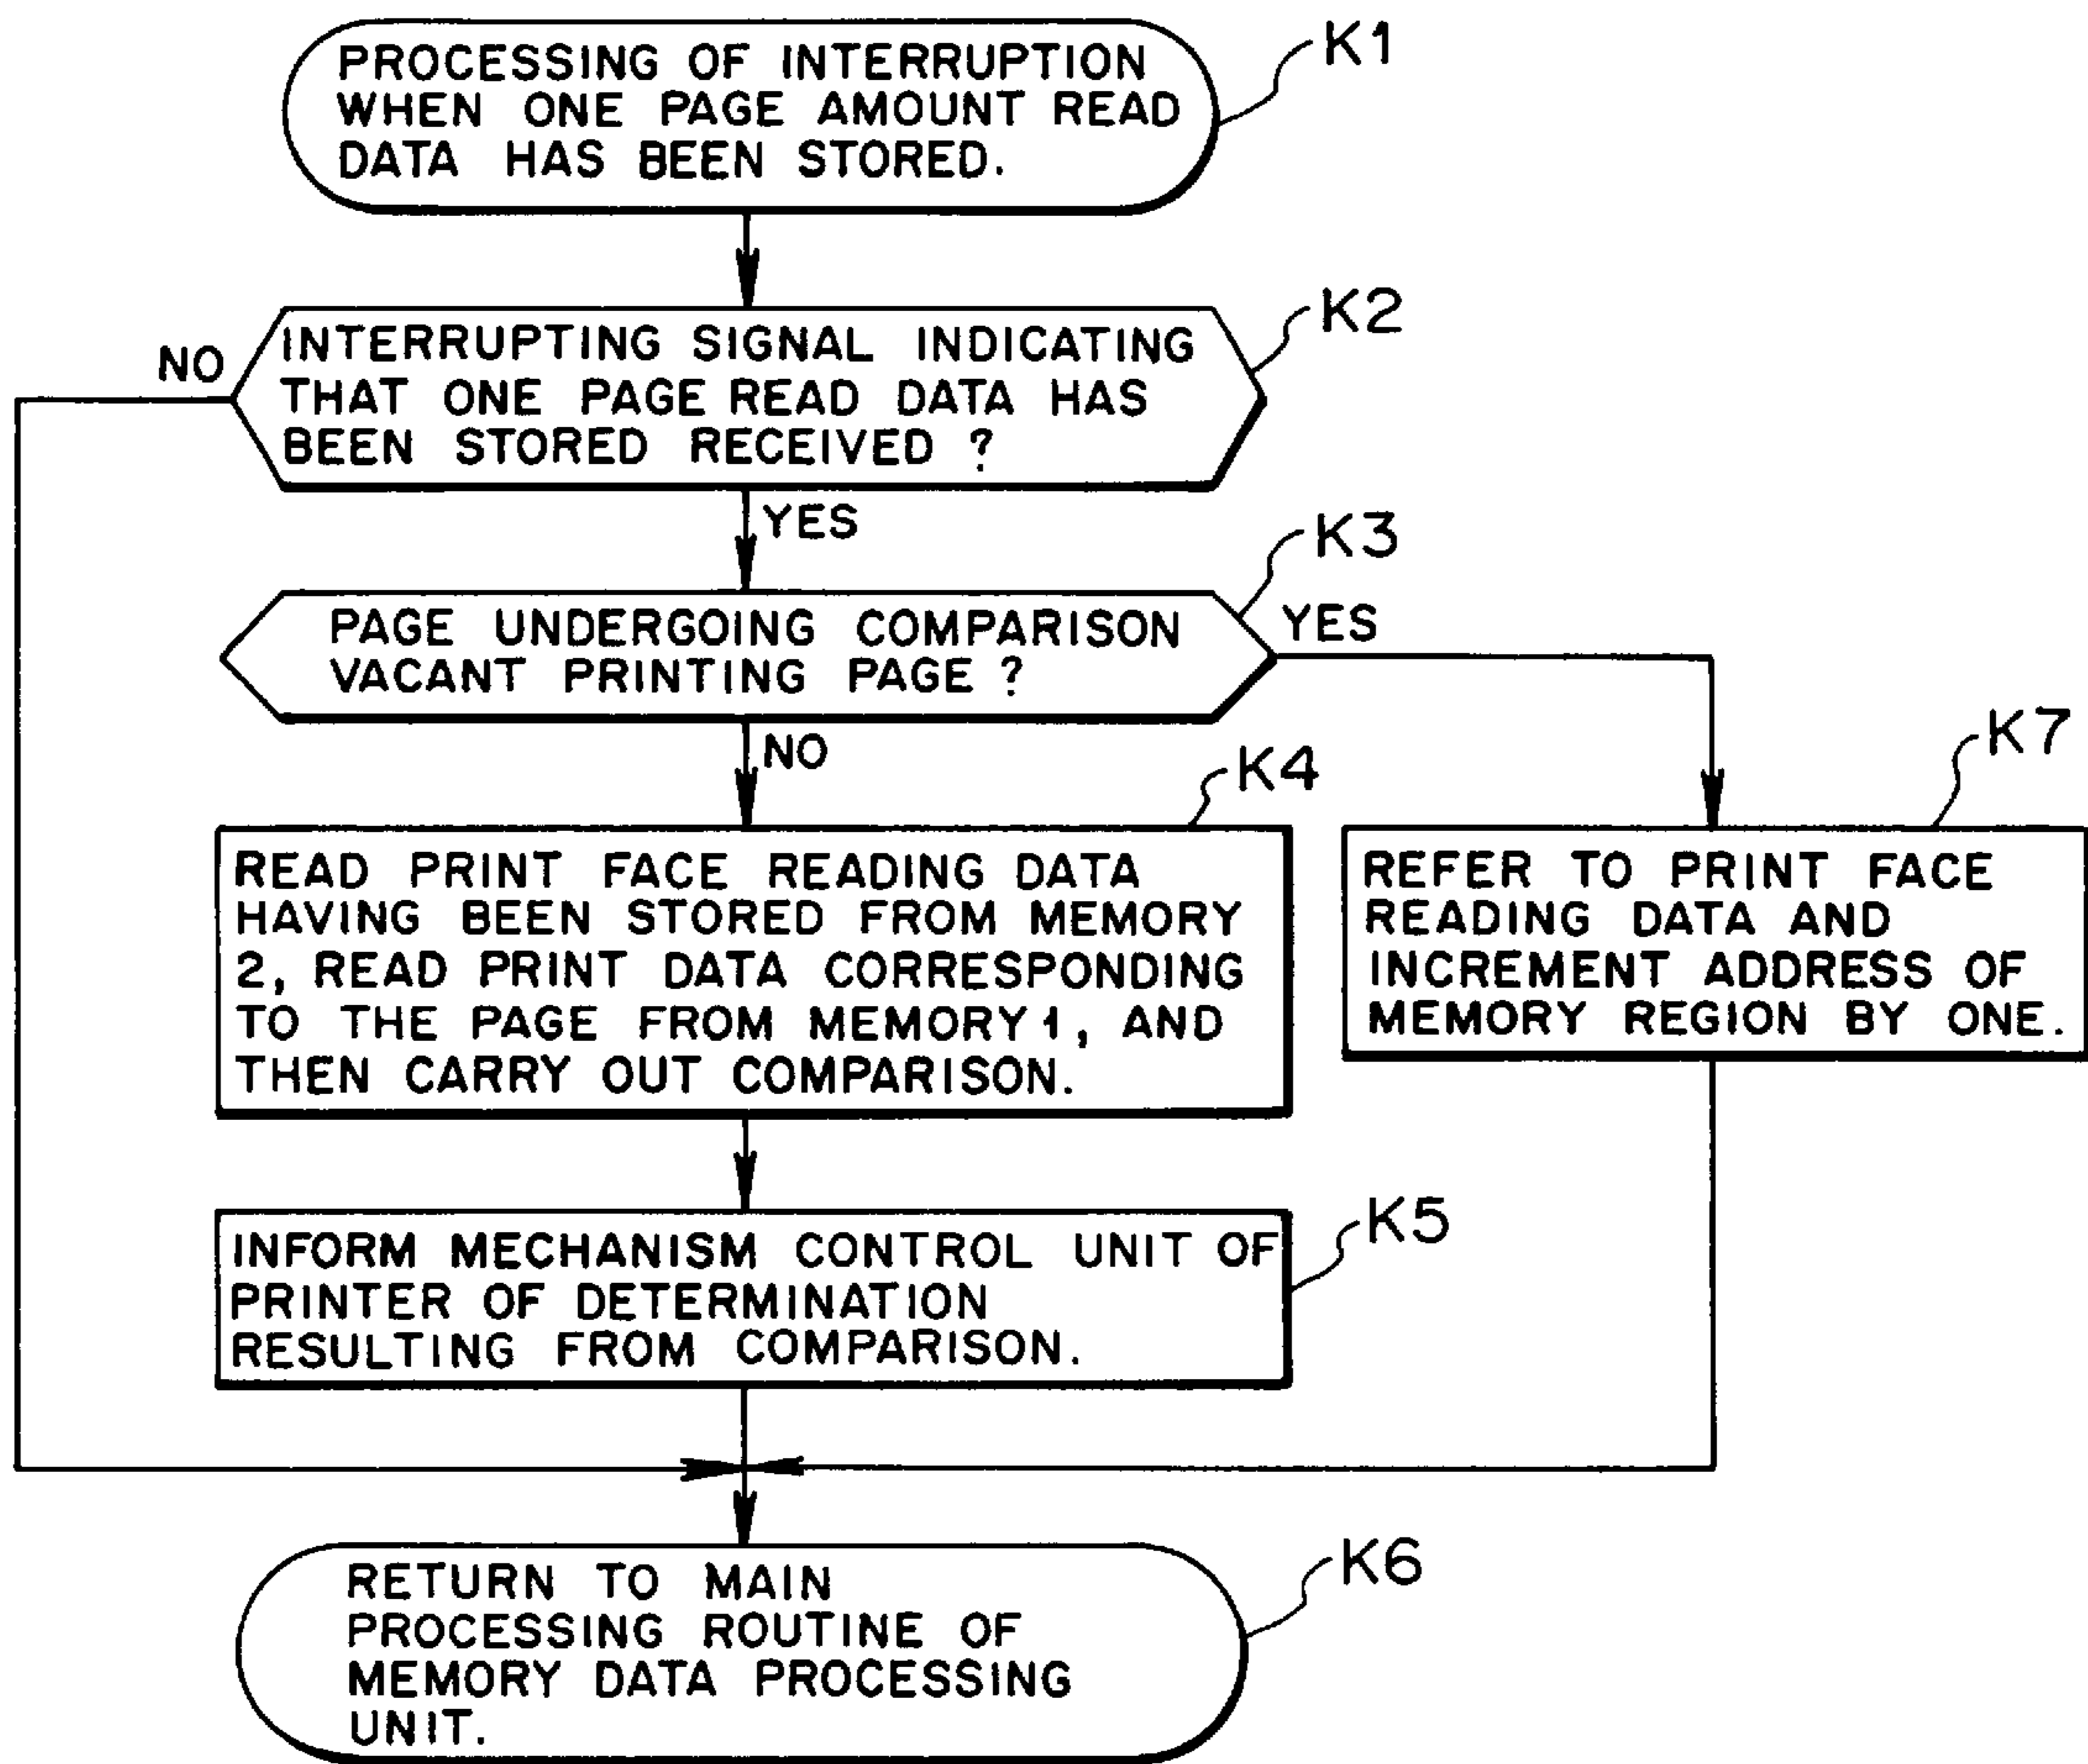 PROCESSING OF INTERRUPTION
WHEN ONE PAGE AMOUNT READ
DATA HAS BEEN STORED.
K1
INTERRUPTING SIGNAL INDICATING
THAT ONE PAGE READ DATA HAS
BEEN STORED RECEIVED ?
K2
NO
YES
K3
PAGE UNDERGOING COMPARISON
VACANT PRINTING PAGE ?
YES
NO
K4
READ PRINT FACE READING DATA
HAVING BEEN STORED FROM MEMORY
2, READ PRINT DATA CORRESPONDING
TO THE PAGE FROM MEMORY 1, AND
THEN CARRY OUT COMPARISON.
K7
REFER TO PRINT FACE
READING DATA AND
INCREMENT ADDRESS OF
MEMORY REGION BY ONE.
K5
INFORM MECHANISM CONTROL UNIT OF
PRINTER OF DETERMINATION
RESULTING FROM COMPARISON.
K6
RETURN TO MAIN
PROCESSING ROUTINE OF
MEMORY DATA PROCESSING
UNIT.